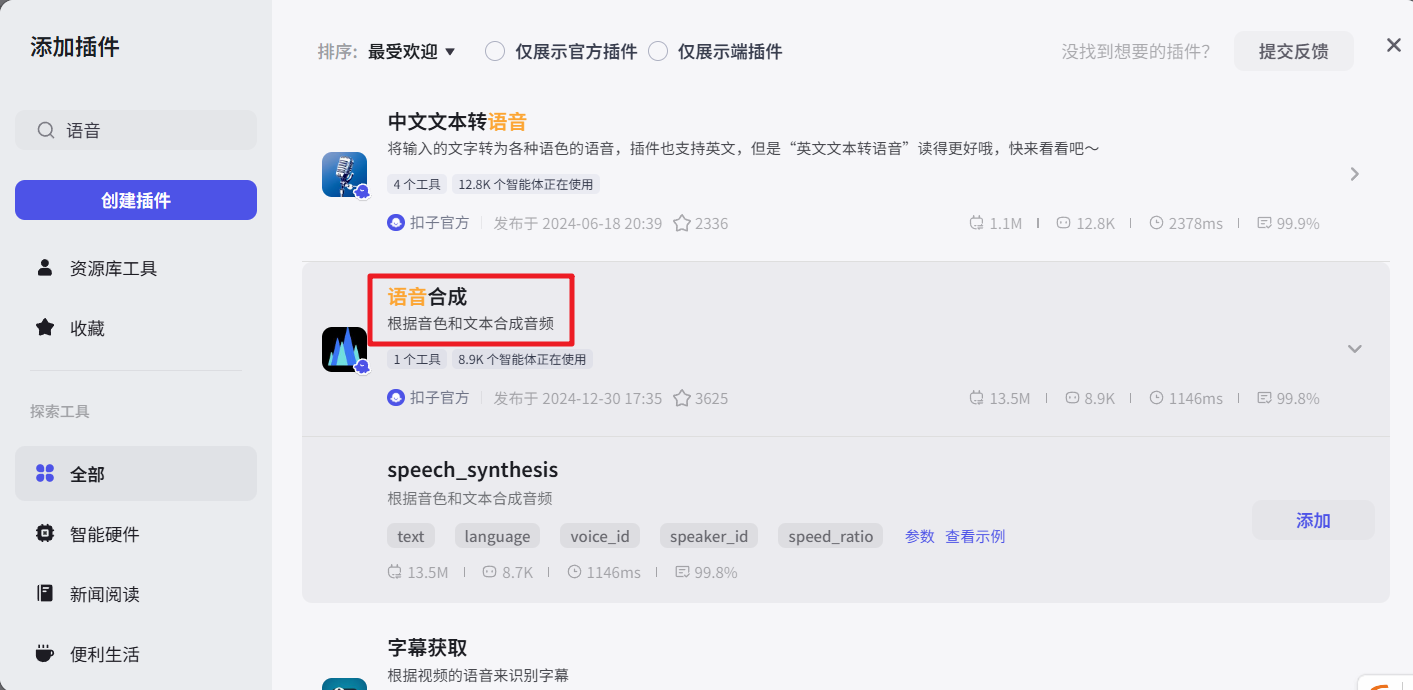 添加插件
语音
创建插件
资源库工具
收藏
探索工具
全部
智能硬件
新闻阅读
便利生活
排序: 最受欢迎 仅展示官方插件 仅展示端插件 没找到想要的插件? 提交反馈
中文文本转语音
将输入的文字转为各种语色的语音，插件也支持英文，但是“英文文本转语音”读得更好哦，快来看看吧～
4 个工具 12.8K 个智能体正在使用
扣子官方 发布于 2024-06-18 20:39 2336 1.1M 12.8K 2378ms 99.9%
语音合成
根据音色和文本合成音频
1 个工具 8.9K 个智能体正在使用
扣子官方 发布于 2024-12-30 17:35 3625 13.5M 8.9K 1146ms 99.8%
speech_synthesis
根据音色和文本合成音频
text language voice_id speaker_id speed_ratio 参数 查看示例
添加
13.5M 8.7K 1146ms 99.8%
字幕获取
根据视频的语音来识别字幕